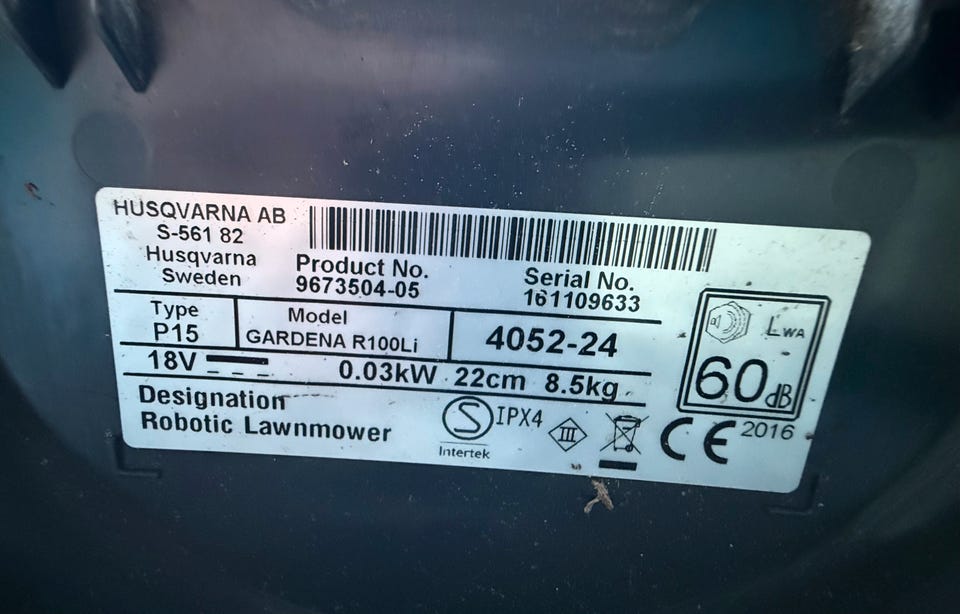 HUSQVARNA AB
S-561 82
Husqvarna
Sweden
Product No.
9673504-05
Serial No.
161109633
Type
P15
Model
GARDENA R100Li
4052-24
18V
0.03kW 22cm 8.5kg
Designation
Robotic Lawnmower
S
Intertek
IPX4
III
LWA
60dB
CE
2016